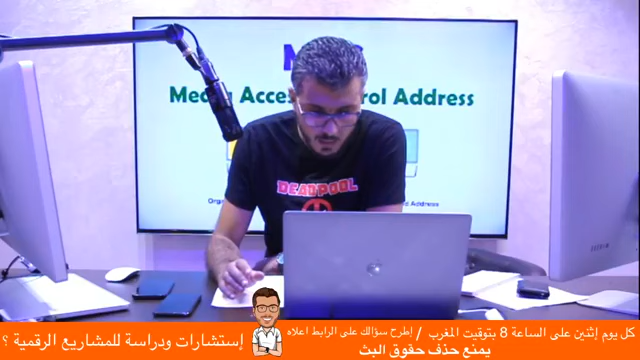 Media Access Control Address
DEADPOOL
كل يوم إثنين على الساعة 8 بتوقيت المغرب / إطرح سؤالك على الرابط اعلاه
يمنع حذف حقوق البث
إستشارات ودراسة للمشاريع الرقمية ؟